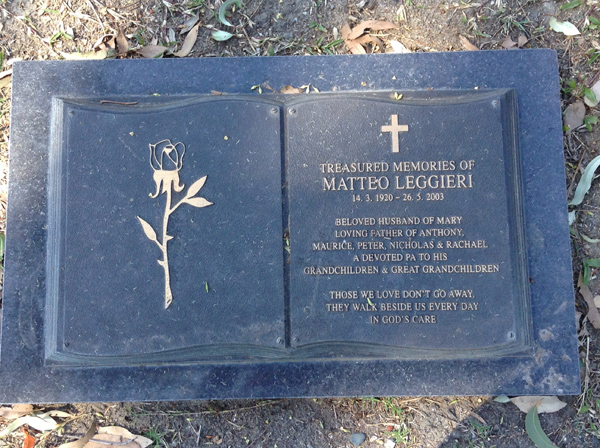 TREASURED MEMORIES OF
MATTEO LEGGIERI
14. 3. 1920 - 26. 5. 2003
BELOVED HUSBAND OF MARY
LOVING FATHER OF ANTHONY,
MAURICE, PETER, NICHOLAS & RACHAEL
A DEVOTED PA TO HIS
GRANDCHILDREN & GREAT GRANDCHILDREN
THOSE WE LOVE DON'T GO AWAY,
THEY WALK BESIDE US EVERY DAY
IN GOD'S CARE